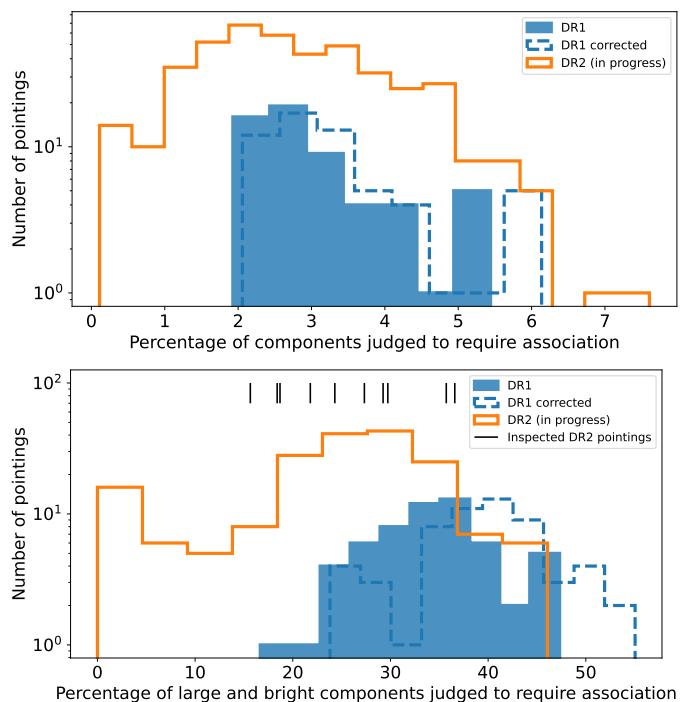 Number of pointings
10¹
10⁰
DR1
DR1 corrected
DR2 (in progress)
0 1 2 3 4 5 6 7
Percentage of components judged to require association
Number of pointings
10²
10¹
10⁰
DR1
DR1 corrected
DR2 (in progress)
Inspected DR2 pointings
0 10 20 30 40 50
Percentage of large and bright components judged to require association